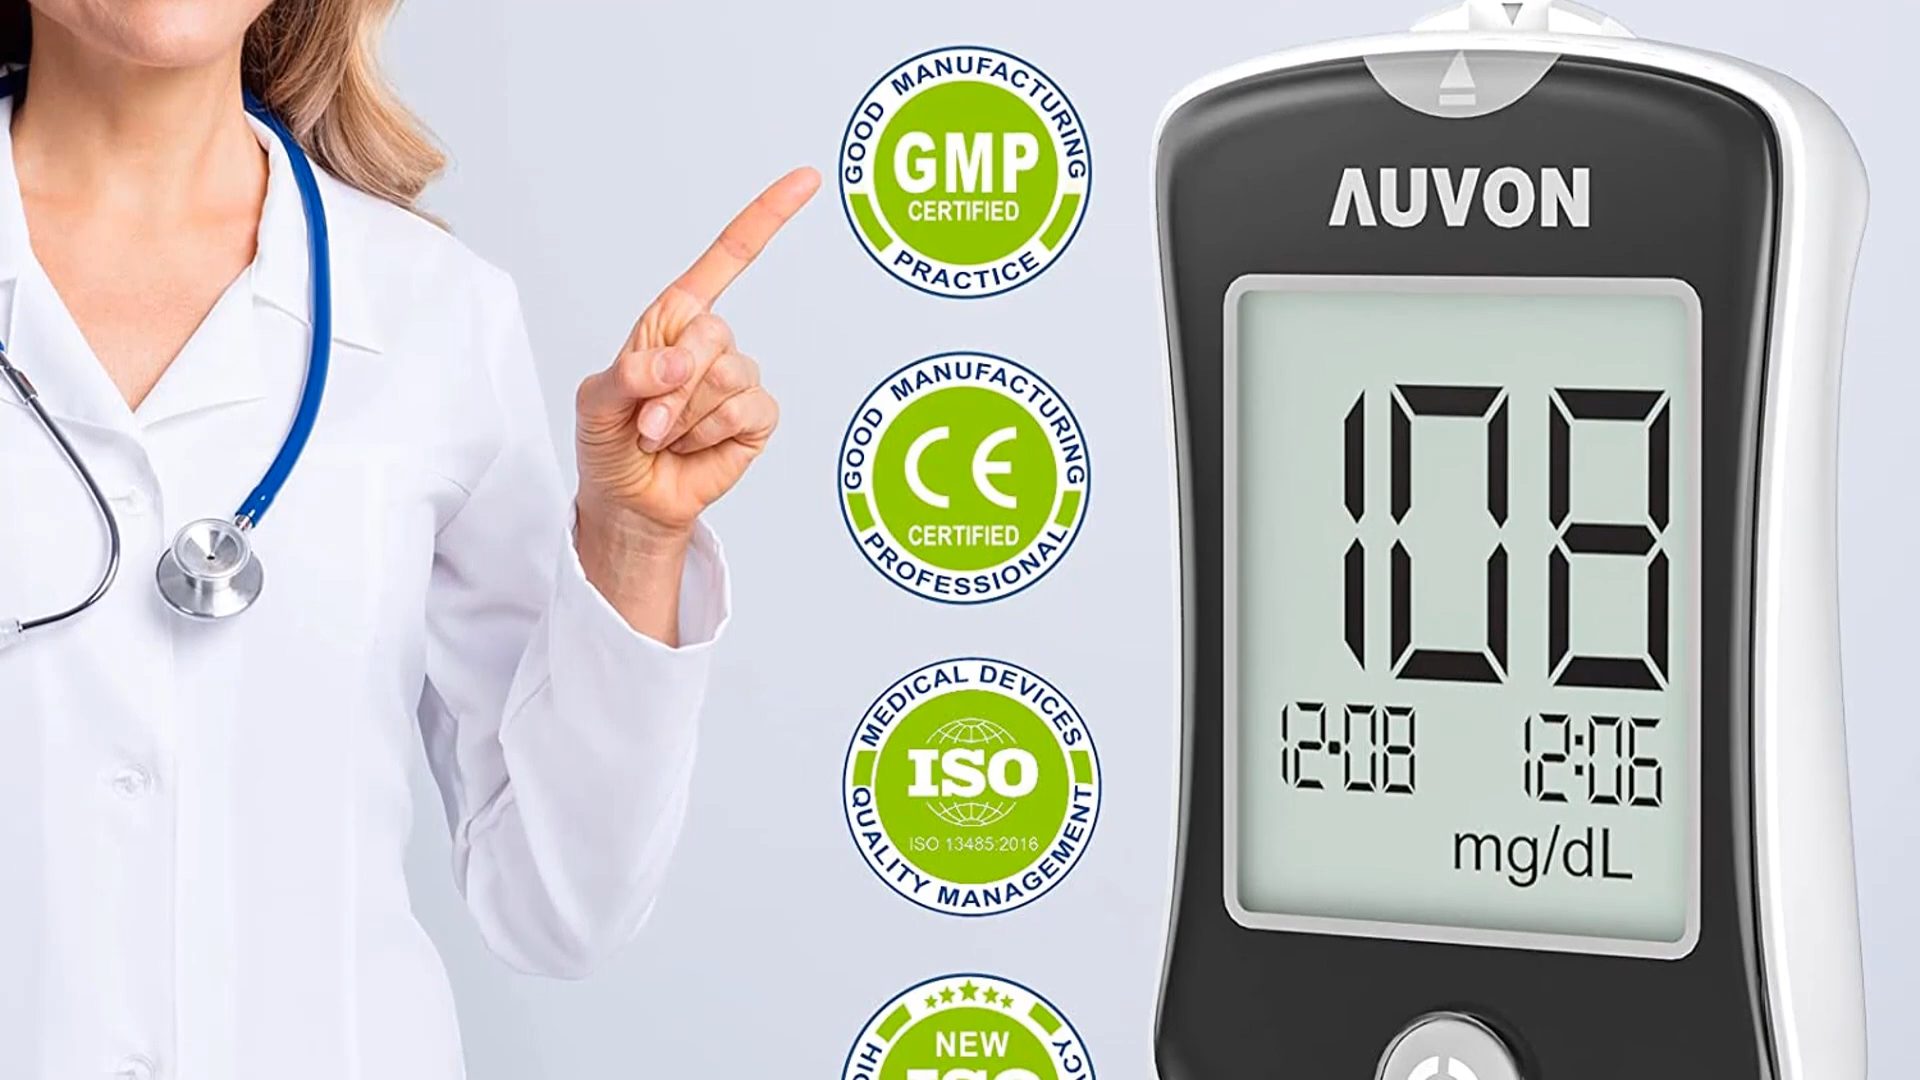 GOOD MANUFACTURING
GMP
CERTIFIED
PRACTICE
GOOD MANUFACTURING
CE
CERTIFIED
PROFESSIONAL
MEDICAL DEVICES
ISO
ISO 13485:2016
QUALITY MANAGEMENT
NEW
ISO
AUVON
108
12-08 12:06
mg/dL